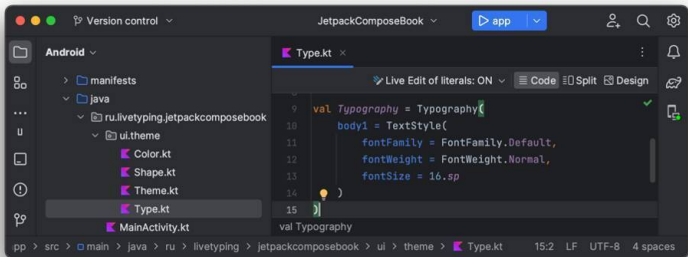 Version control
JetpackComposeBook
app
Android
Type.kt
manifests
Live Edit of literals: ON
Code
Split
Design
java
9 val Typography = Typography(
ru.livetyping.jetpackcomposebook
10 body1 = TextStyle(
ui.theme
11 fontFamily = FontFamily.Default,
Color.kt
12 fontWeight = FontWeight.Normal,
Shape.kt
13 fontSize = 16.sp
Theme.kt
14 )
Type.kt
15 )
MainActivity.kt
val Typography
src > main > java > ru > livetyping > jetpackcomposebook > ui > theme > Type.kt
15:2 LF UTF-8 4 spaces